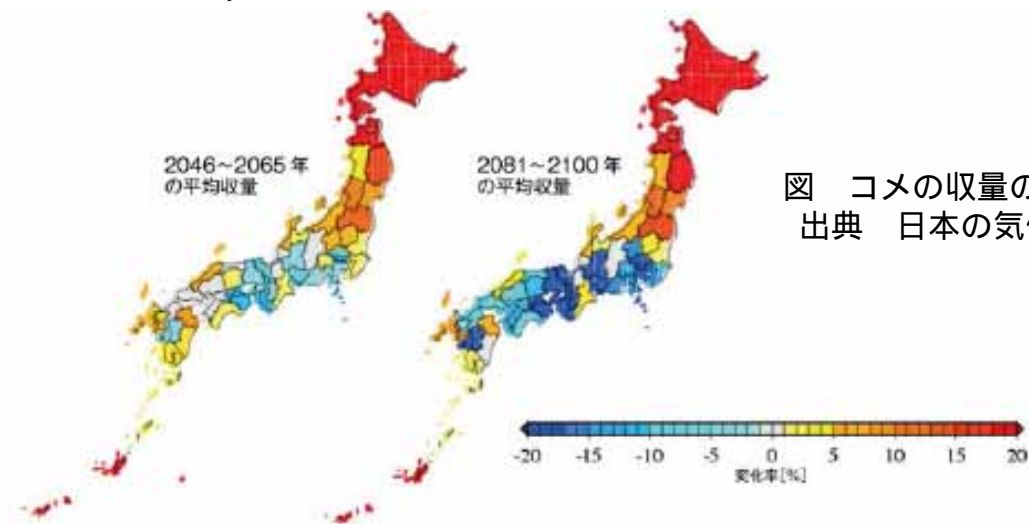 2046~2065 年
の平均収量
2081~2100 年
の平均収量
図 コメの収量の
出典 日本の気
-20 -15 -10 -5 0 5 10 15 20
変化率[%]